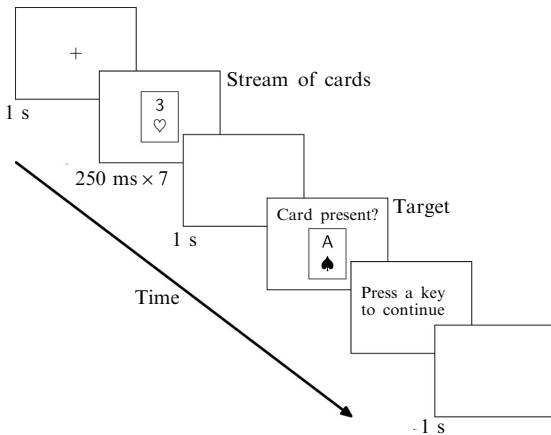 +
1 s
Stream of cards
3
♡
250 ms × 7
1 s
Card present?
Target
A
♠
Time
Press a key
to continue
1 s